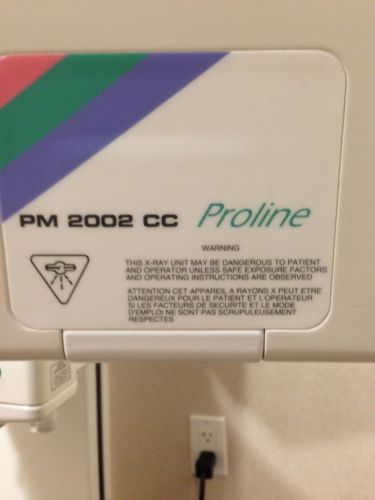 PM 2002 CC Proline
WARNING
THIS X-RAY UNIT MAY BE DANGEROUS TO PATIENT
AND OPERATOR UNLESS SAFE EXPOSURE FACTORS
AND OPERATING INSTRUCTIONS ARE OBSERVED
ATTENTION CET APPAREIL A RAYONS X PEUT ETRE
DANGEREUX POUR LE PATIENT ET L'OPERATEUR
SI LES FACTEURS DE SECURITE ET LE MODE
D'EMPLOI NE SONT PAS SCRUPULEUSEMENT
RESPECTES